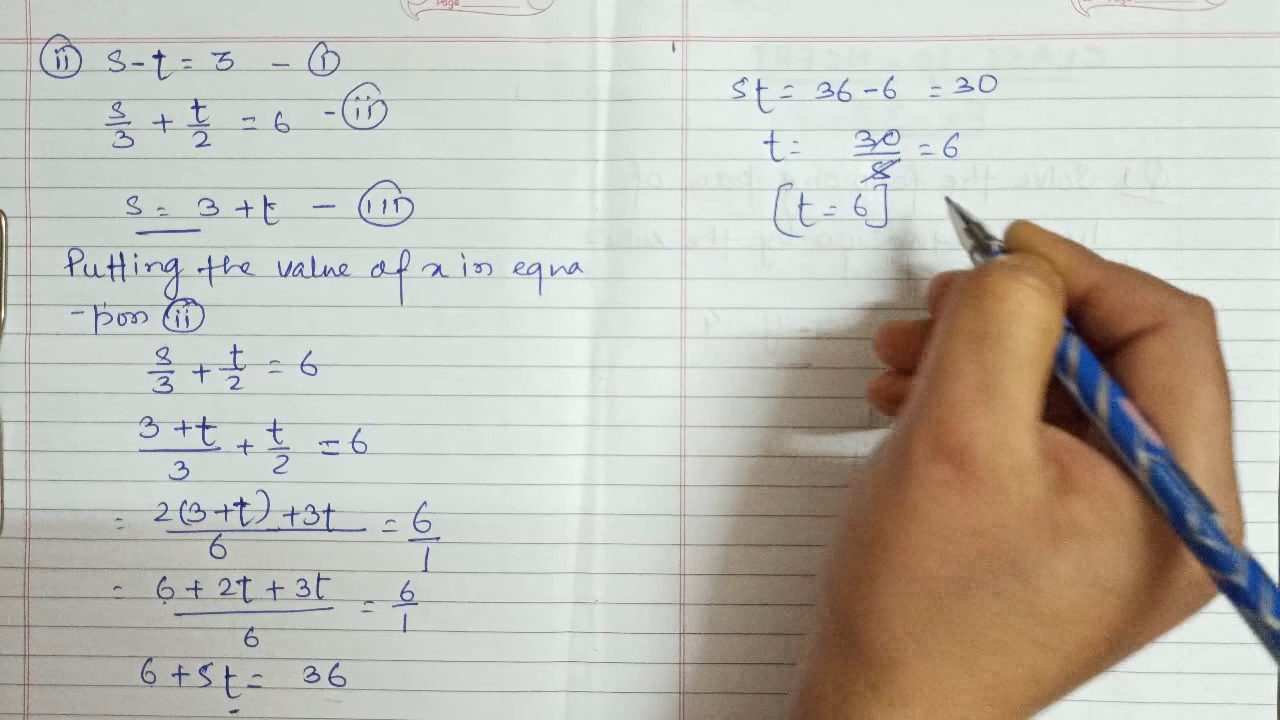 ii s-t=3 - i
s/3 + t/2 = 6 - ii
s = 3+t - iii
Putting the value of x in equa
-tion ii
s/3 + t/2 = 6
3+t/3 + t/2 = 6
= 2(3+t)+3t/6 = 6/1
= 6+2t+3t/6 = 6/1
6+5t= 36
5t = 36-6 = 30
t= 30/5 = 6
[t=6]